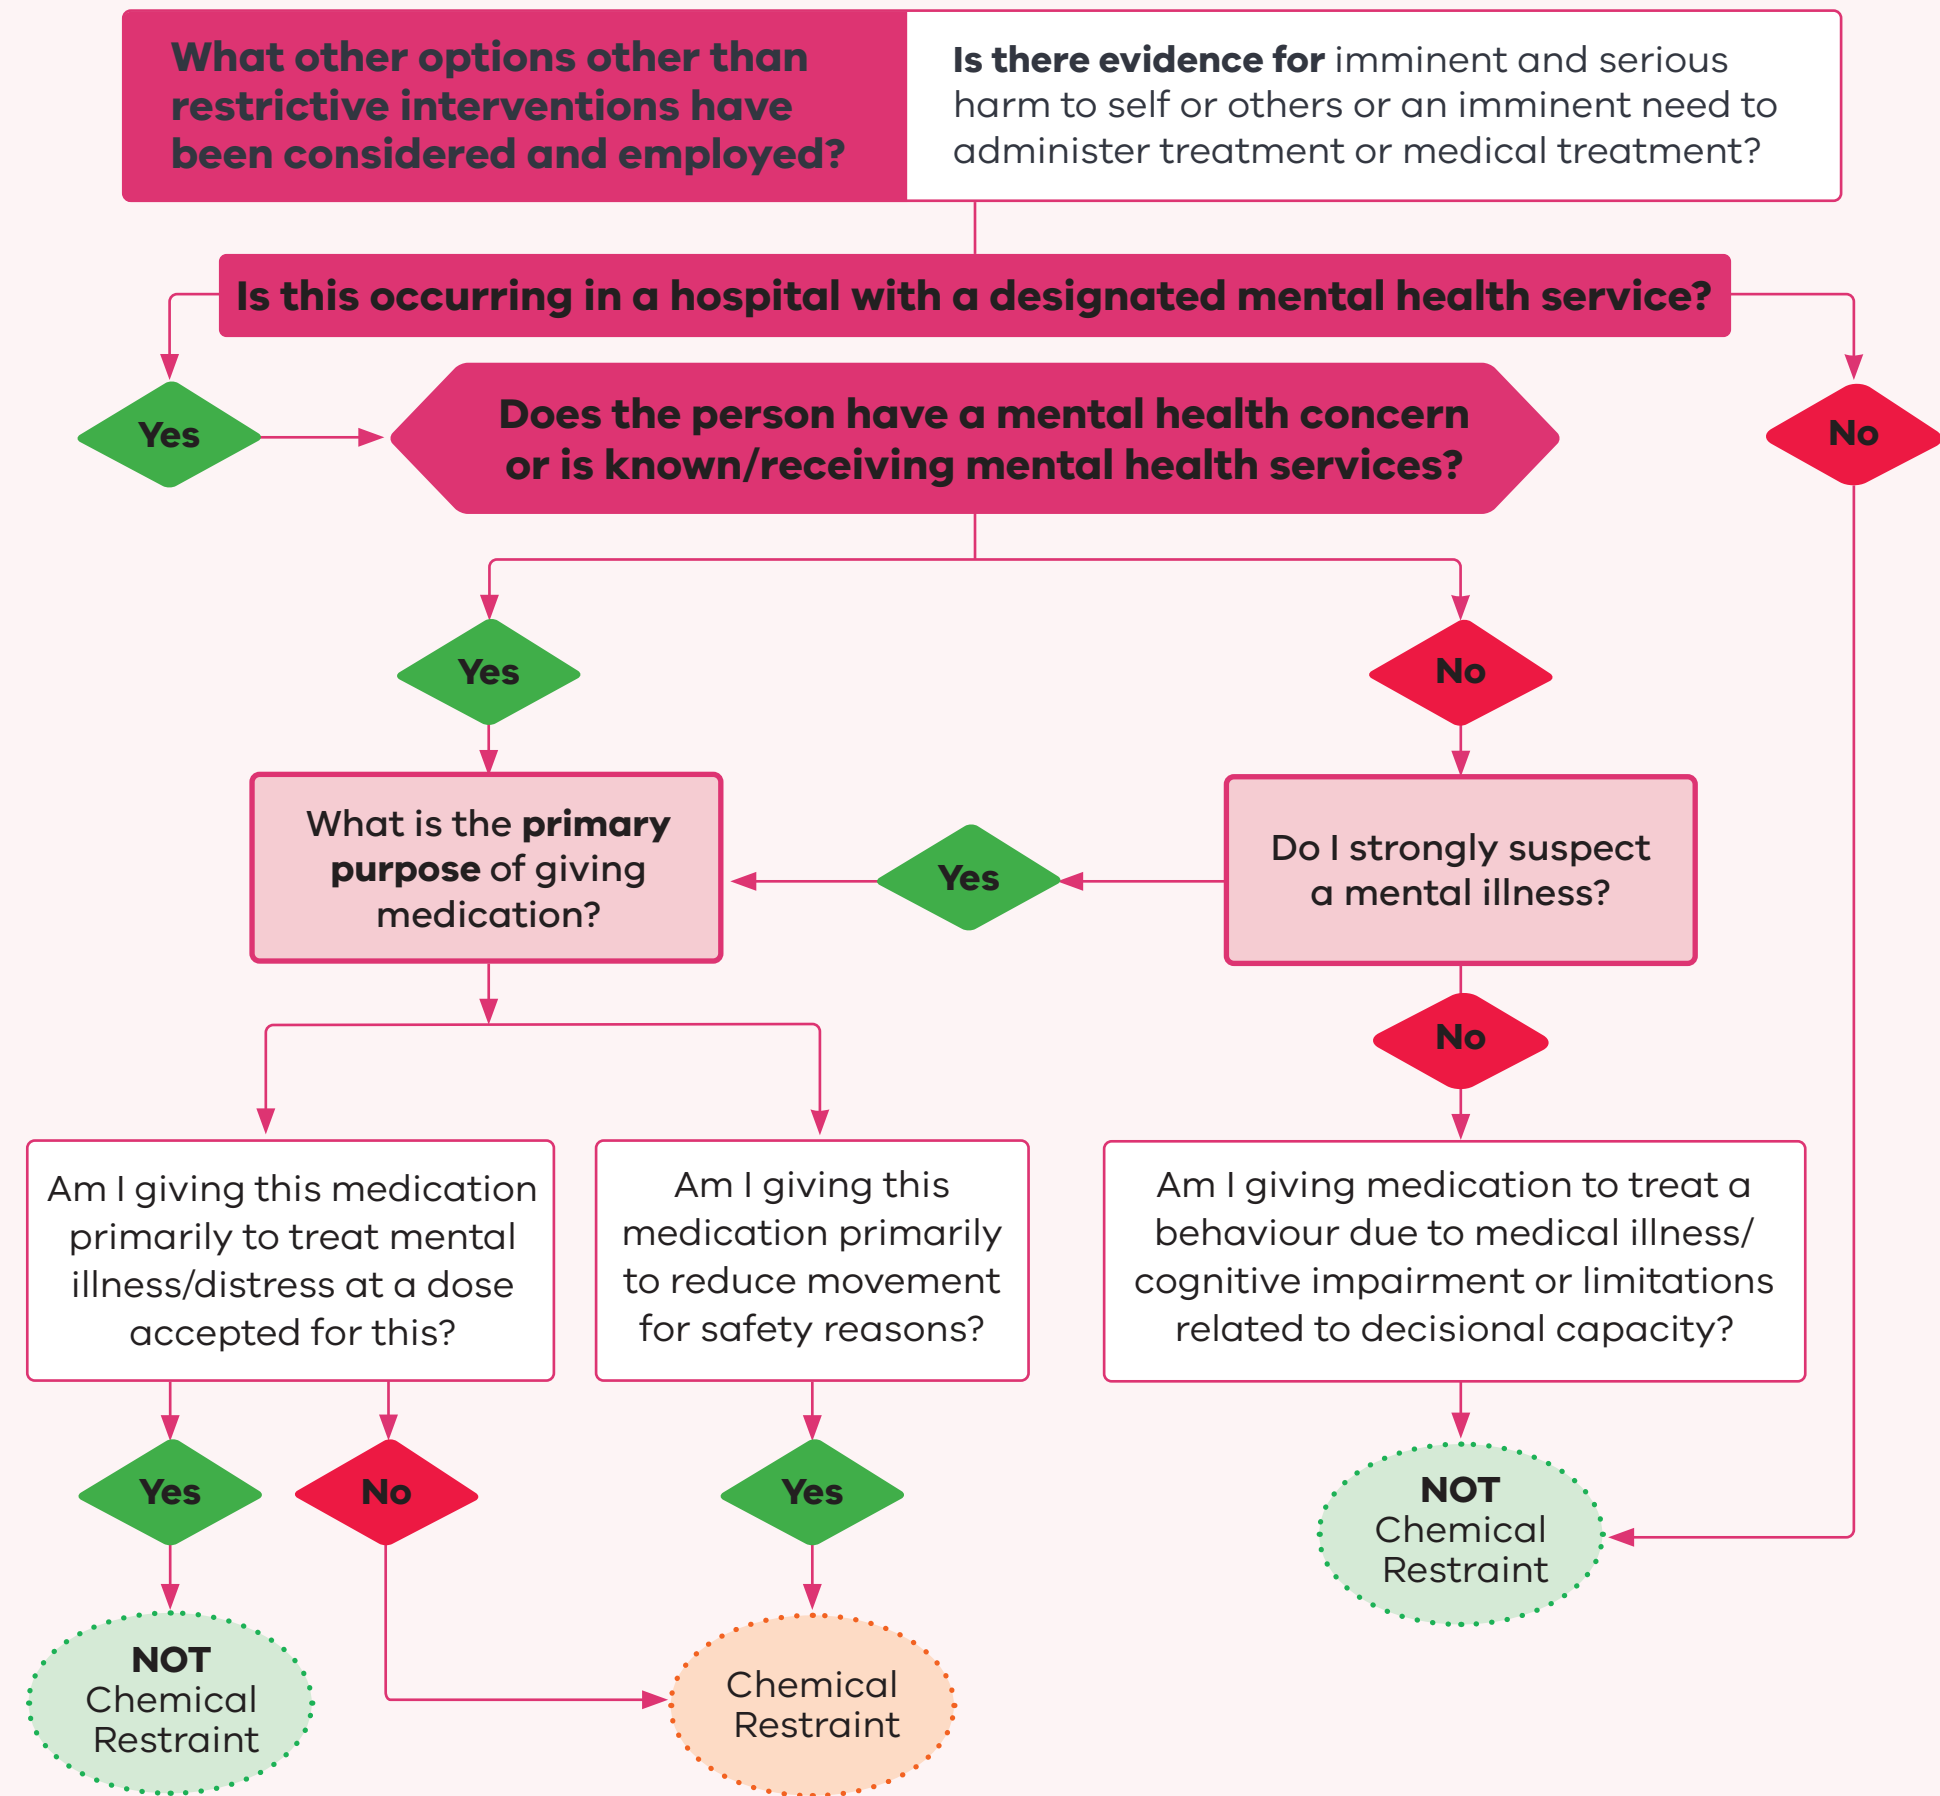 What other options other than
restrictive interventions have
been considered and employed?
Is there evidence for imminent and serious
harm to self or others or an imminent need to
administer treatment or medical treatment?
Is this occurring in a hospital with a designated mental health service?
Yes
Does the person have a mental health concern
or is known/receiving mental health services?
No
Yes
No
What is the primary
purpose of giving
medication?
Yes
Do I strongly suspect
a mental illness?
No
Am I giving this medication
primarily to treat mental
illness/distress at a dose
accepted for this?
Am I giving this
medication primarily
to reduce movement
for safety reasons?
Am I giving medication to treat a
behaviour due to medical illness/
cognitive impairment or limitations
related to decisional capacity?
Yes
No
Yes
NOT
Chemical
Restraint
NOT
Chemical
Restraint
Chemical
Restraint